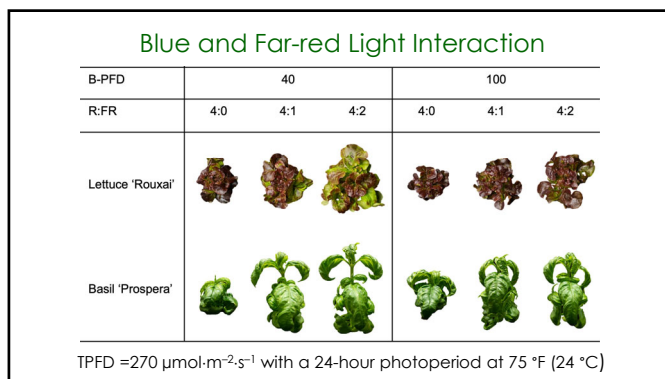 Blue and Far-red Light Interaction
B-PFD 40 100
R:FR 4:0 4:1 4:2 4:0 4:1 4:2
Lettuce ‘Rouxai’
Basil ‘Prospera’
TPFD =270 µmol·m⁻²·s⁻¹ with a 24-hour photoperiod at 75 °F (24 °C)